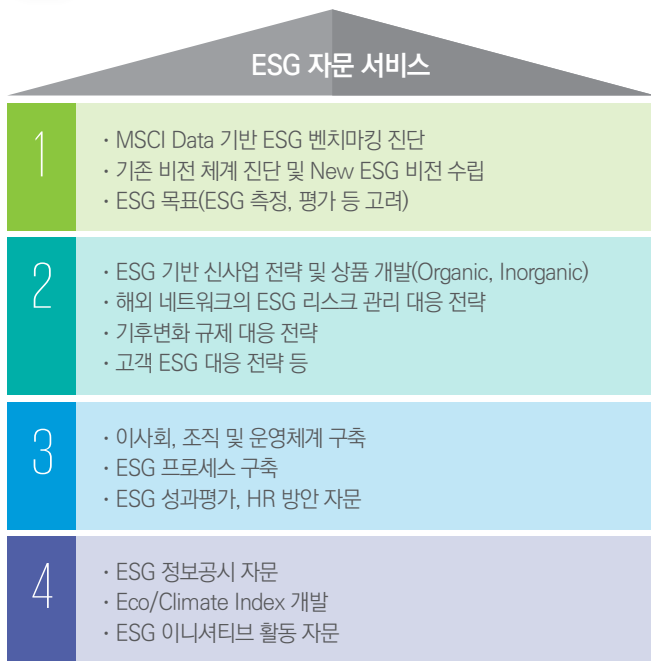 ESG 자문 서비스
1
· MSCI Data 기반 ESG 벤치마킹 진단
· 기존 비전 체계 진단 및 New ESG 비전 수립
· ESG 목표(ESG 측정, 평가 등 고려)
2
· ESG 기반 신사업 전략 및 상품 개발(Organic, Inorganic)
· 해외 네트워크의 ESG 리스크 관리 대응 전략
· 기후변화 규제 대응 전략
· 고객 ESG 대응 전략 등
3
· 이사회, 조직 및 운영체계 구축
· ESG 프로세스 구축
· ESG 성과평가, HR 방안 자문
4
· ESG 정보공시 자문
· Eco/Climate Index 개발
· ESG 이니셔티브 활동 자문